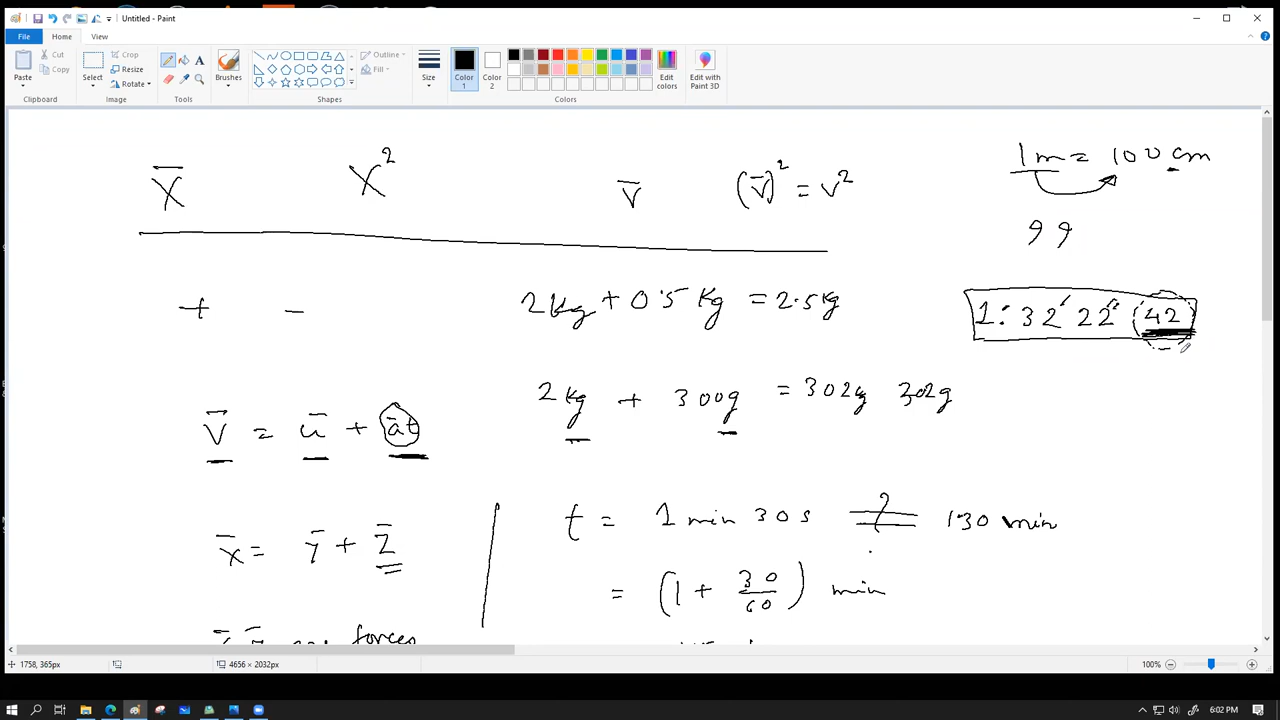 Untitled - Paint
File Home View
Paste Cut Copy Clipboard
Select Crop Resize Rotate Image
Tools
Brushes
Outline Fill Shapes
Size
Color 1 Color 2 Edit colors Edit with Paint 3D Colors
X̅ X² v̅ (v̅)² = v² 1m = 100 cm
99
+ − 2kg + 0.5 Kg = 2.5kg 1: 32' 22" 42
2kg + 300g = 302g 302g
V̅ = u̅ + a̅t
t = 1 min 30 s 1.30 min
x̅ = y̅ + z̅
= (1 + 30/60) min
forces
1758, 365px 4656 × 2032px 100%
6:02 PM